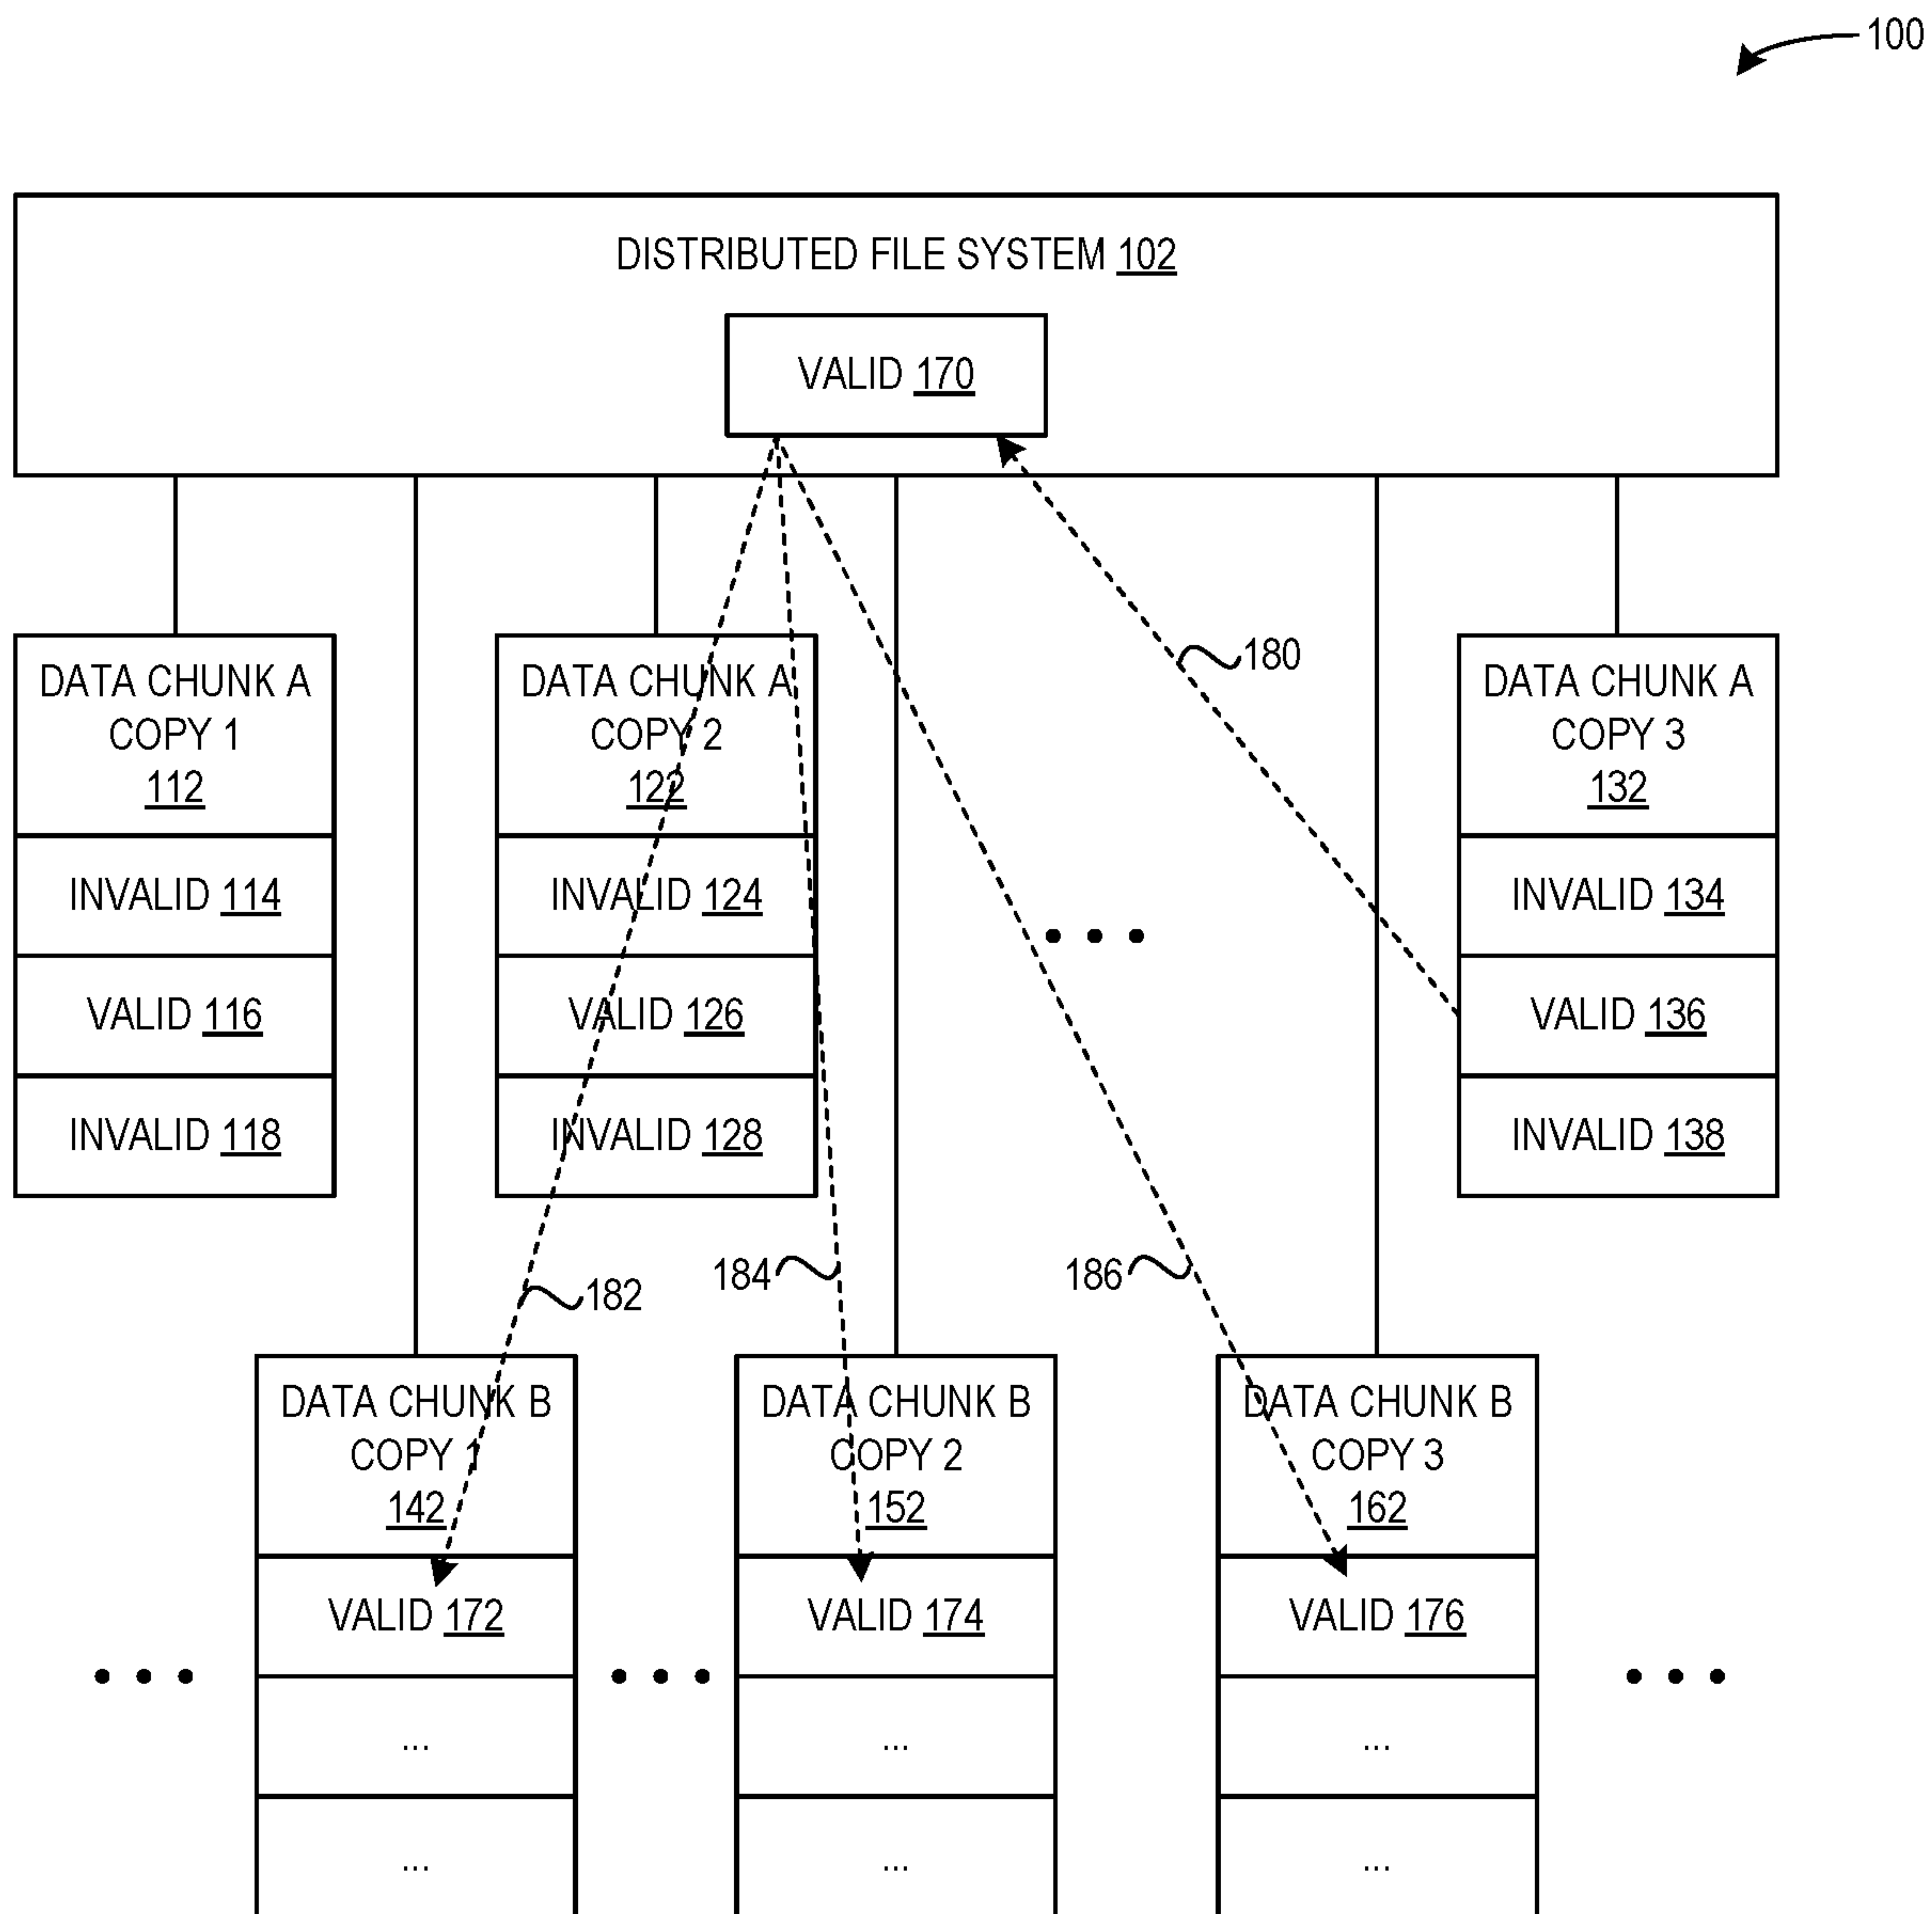 100
DISTRIBUTED FILE SYSTEM 102
VALID 170
180
DATA CHUNK A
COPY 1
112
INVALID 114
VALID 116
INVALID 118
DATA CHUNK A
COPY 2
122
INVALID 124
VALID 126
INVALID 128
DATA CHUNK A
COPY 3
132
INVALID 134
VALID 136
INVALID 138
182
184
186
DATA CHUNK B
COPY 1
142
VALID 172
...
...
DATA CHUNK B
COPY 2
152
VALID 174
...
...
DATA CHUNK B
COPY 3
162
VALID 176
...
...